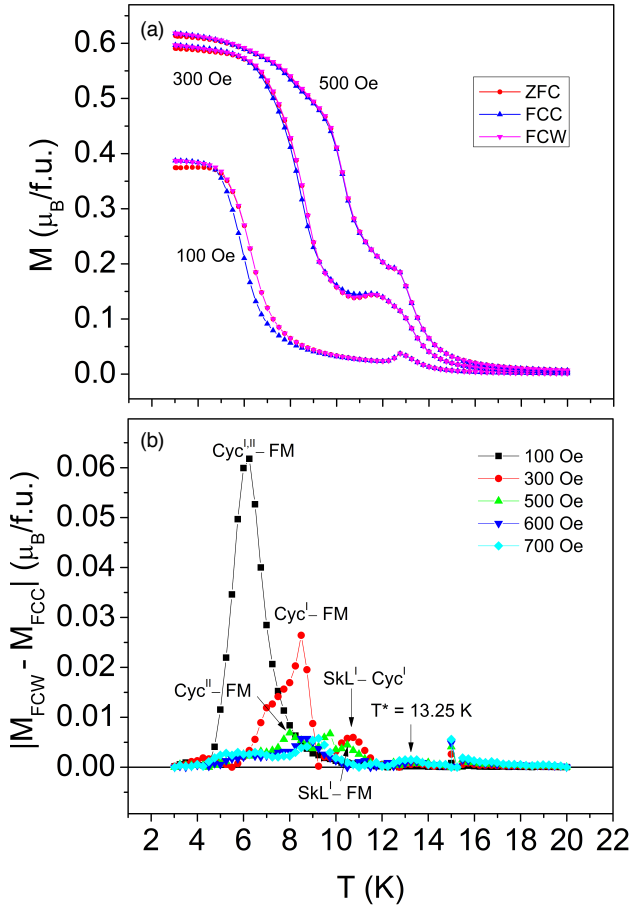 (a)
0.6
0.5
0.4
0.3
0.2
0.1
0.0
M (μB/f.u.)
300 Oe
500 Oe
100 Oe
ZFC
FCC
FCW
(b)
0.06
0.05
0.04
0.03
0.02
0.01
0.00
|MFCW - MFCC| (μB/f.u.)
CycI,II– FM
100 Oe
300 Oe
500 Oe
600 Oe
700 Oe
CycI– FM
CycII– FM
SkLI– CycI
T* = 13.25 K
SkLI– FM
2 4 6 8 10 12 14 16 18 20 22
T (K)